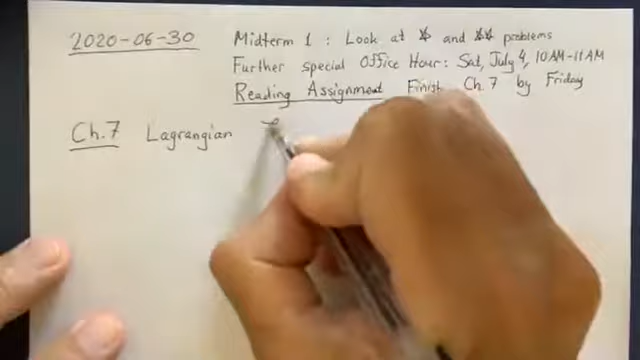 2020-06-30
Midterm 1 : Look at ☆ and ☆☆ problems
Further special Office Hour: Sat, July 4, 10AM-11AM
Reading Assignment Finish Ch. 7 by Friday
Ch.7 Lagrangian